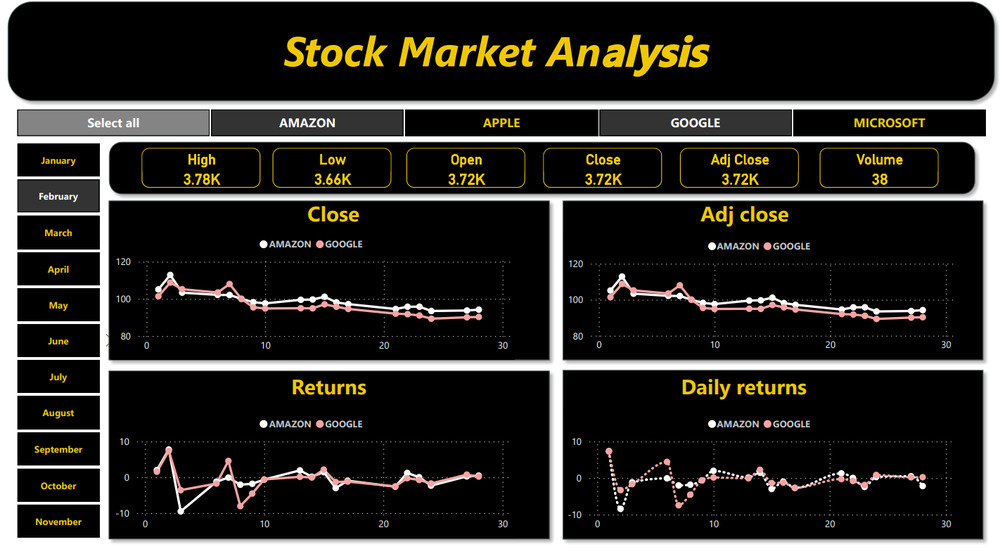 Stock Market Analysis
Select all AMAZON APPLE GOOGLE MICROSOFT
January
February
March
April
May
June
July
August
September
October
November
High Low Open Close Adj Close Volume
3.78K 3.66K 3.72K 3.72K 3.72K 38
Close
AMAZON GOOGLE
120
100
80
0 10 20 30
Adj close
AMAZON GOOGLE
120
100
80
0 10 20 30
Returns
AMAZON GOOGLE
10
0
-10
0 10 20 30
Daily returns
AMAZON GOOGLE
10
0
-10
0 10 20 30